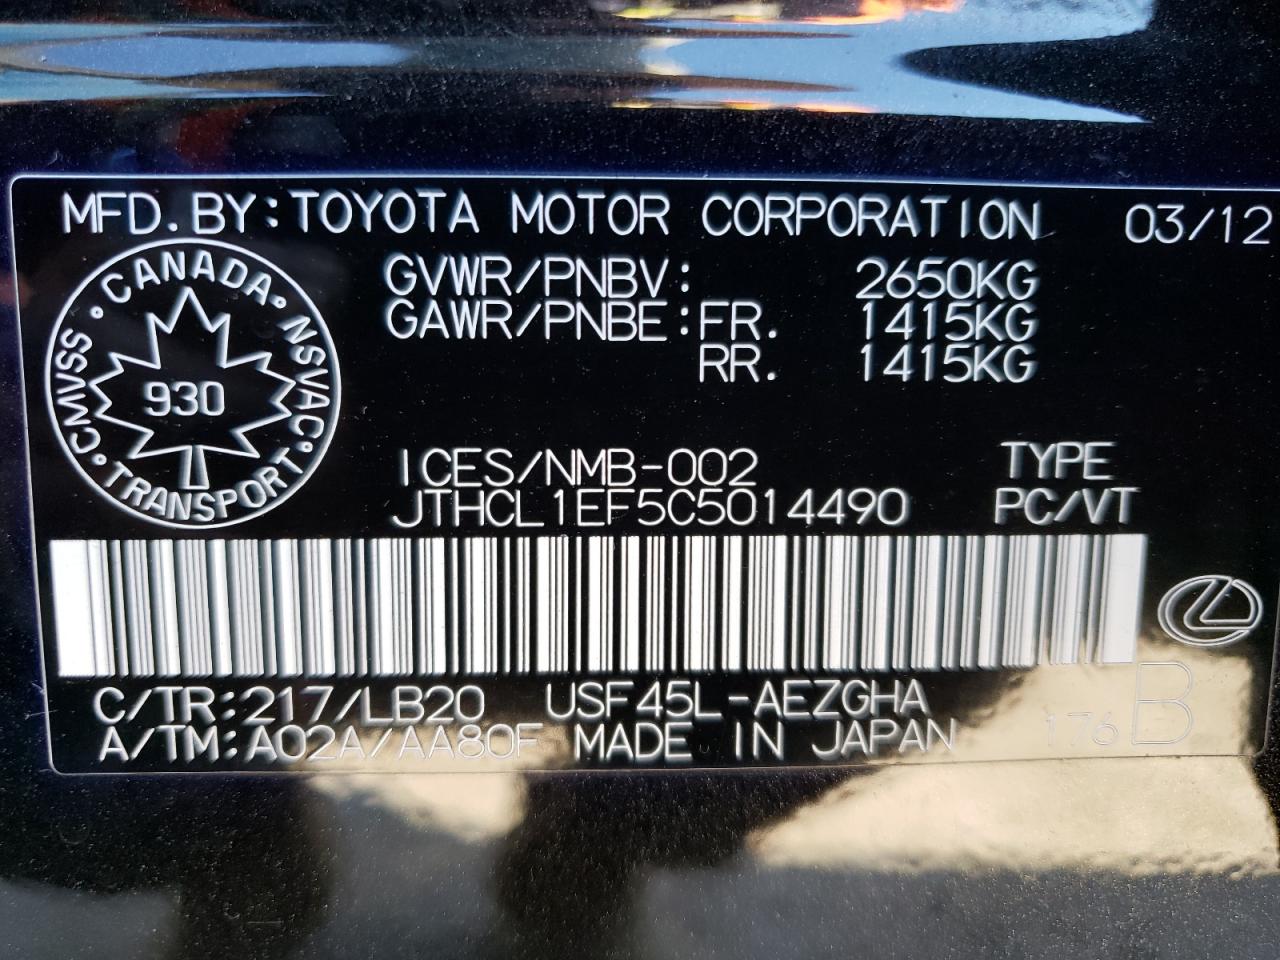 MFD. BY: TOYOTA MOTOR CORPORATION 03/12
CANADA · NSVAC · TRANSPORT · CMVSS ·
930
GVWR/PNBV: 2650KG
GAWR/PNBE: FR. 1415KG
RR. 1415KG
ICES/NMB-002 TYPE
JTHCL1EF5C5014490 PC/VT
C/TR: 217/LB20 USF45L-AEZGHA
A/TM: A02A/AA80F MADE IN JAPAN 176 B